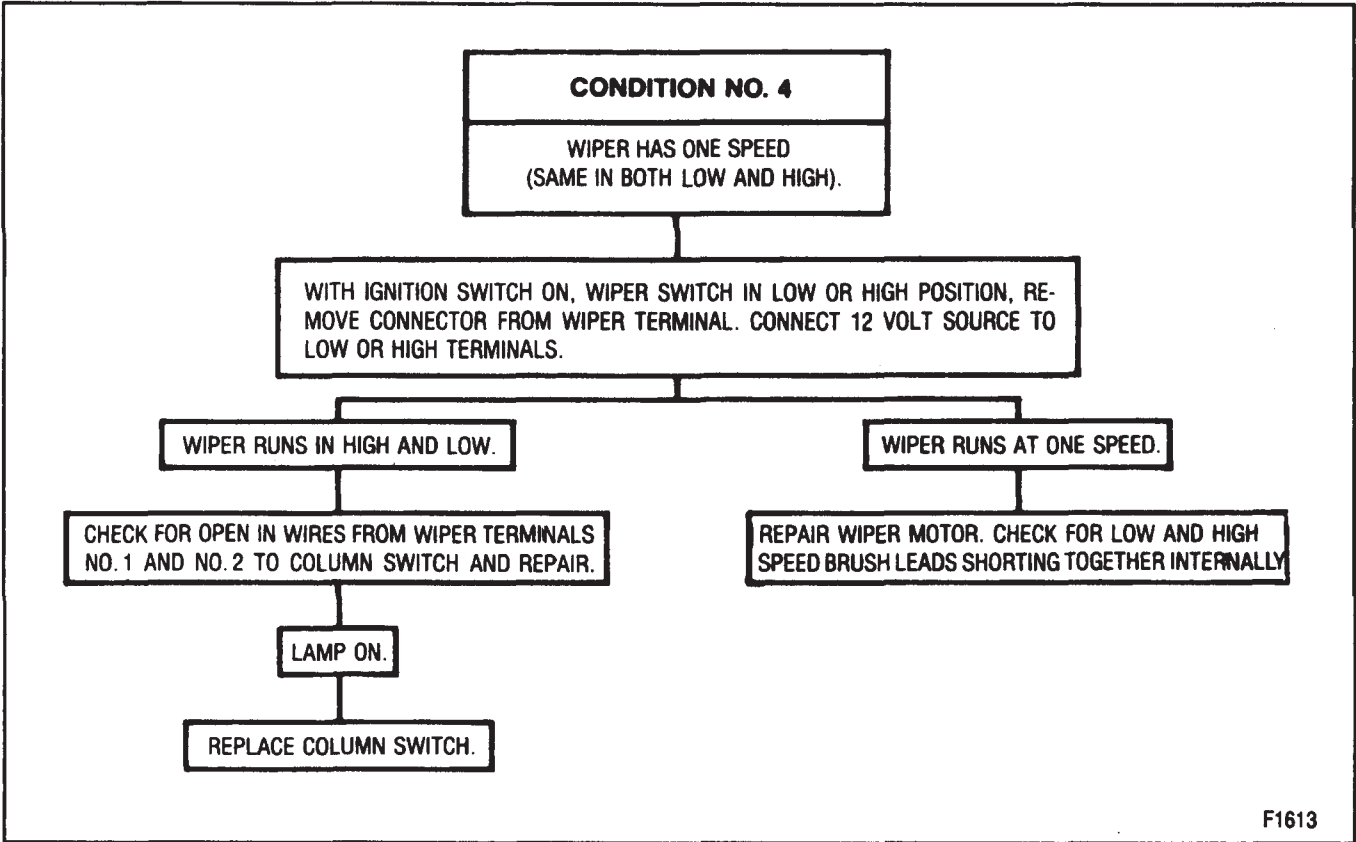 CONDITION NO. 4
WIPER HAS ONE SPEED
(SAME IN BOTH LOW AND HIGH).
WITH IGNITION SWITCH ON, WIPER SWITCH IN LOW OR HIGH POSITION, RE-
MOVE CONNECTOR FROM WIPER TERMINAL. CONNECT 12 VOLT SOURCE TO
LOW OR HIGH TERMINALS.
WIPER RUNS IN HIGH AND LOW.
WIPER RUNS AT ONE SPEED.
CHECK FOR OPEN IN WIRES FROM WIPER TERMINALS
NO. 1 AND NO. 2 TO COLUMN SWITCH AND REPAIR.
REPAIR WIPER MOTOR. CHECK FOR LOW AND HIGH
SPEED BRUSH LEADS SHORTING TOGETHER INTERNALLY
LAMP ON.
REPLACE COLUMN SWITCH.
F1613